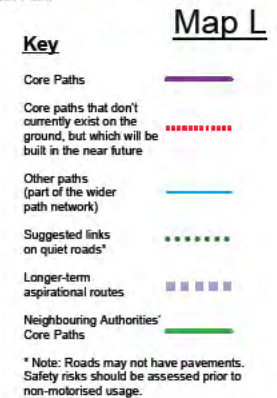 Map L
Key
Core Paths
Core paths that don't
currently exist on the
ground, but which will be
built in the near future
Other paths
(part of the wider
path network)
Suggested links
on quiet roads*
Longer-term
aspirational routes
Neighbouring Authorities'
Core Paths
* Note: Roads may not have pavements.
Safety risks should be assessed prior to
non-motorised usage.